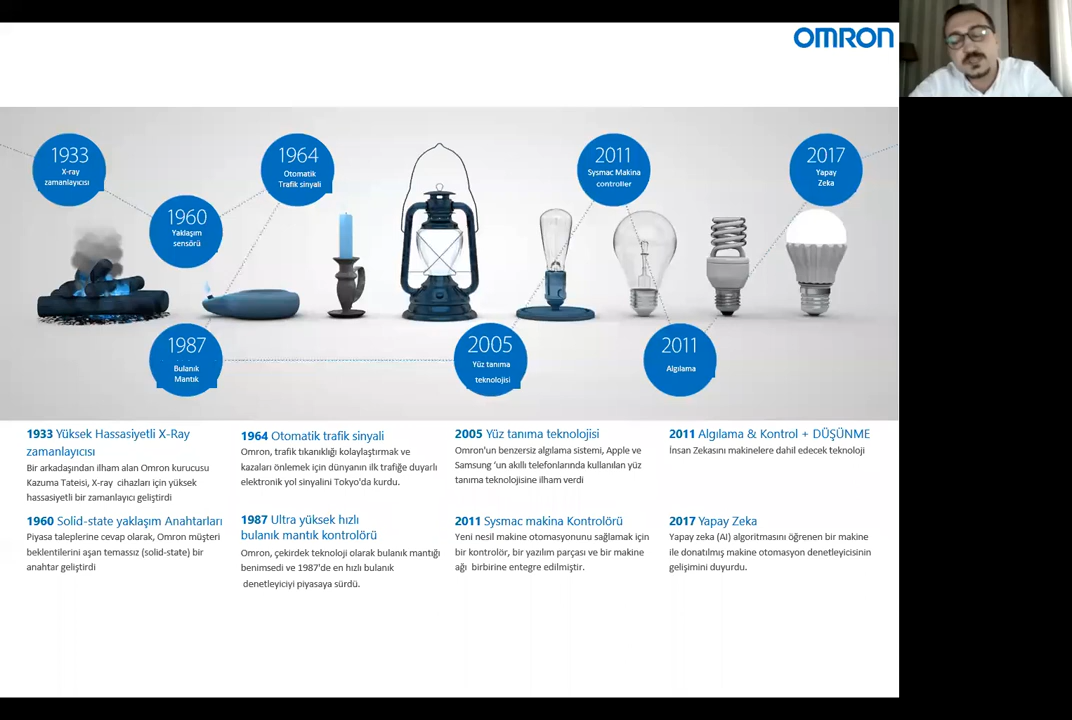 OMRON
1933
X-ray
zamanlayıcısı
1964
Otomatik
Trafik sinyali
2011
Sysmac Makina
controller
2017
Yapay
Zeka
1960
Yaklaşım
sensörü
1987
Bulanık
Mantık
2005
Yüz tanıma
teknolojisi
2011
Algılama
1933 Yüksek Hassasiyetli X-Ray
zamanlayıcısı
Bir arkadaşından ilham alan Omron kurucusu
Kazuma Tateisi, X-ray cihazları için yüksek
hassasiyetli bir zamanlayıcı geliştirdi
1960 Solid-state yaklaşım Anahtarları
Piyasa taleplerine cevap olarak, Omron müşteri
beklentilerini aşan temassız (solid-state) bir
anahtar geliştirdi
1964 Otomatik trafik sinyali
Omron, trafik tıkanıklığı kolaylaştırmak ve
kazaları önlemek için dünyanın ilk trafiğe duyarlı
elektronik yol sinyalini Tokyo'da kurdu.
1987 Ultra yüksek hızlı
bulanık mantık kontrolörü
Omron, çekirdek teknoloji olarak bulanık mantığı
benimsedi ve 1987'de en hızlı bulanık
denetleyiciyi piyasaya sürdü.
2005 Yüz tanıma teknolojisi
Omron'un benzersiz algılama sistemi, Apple ve
Samsung 'un akıllı telefonlarında kullanılan yüz
tanıma teknolojisine ilham verdi
2011 Sysmac makina Kontrolörü
Yeni nesil makine otomasyonunu sağlamak için
bir kontrolör, bir yazılım parçası ve bir makine
ağı birbirine entegre edilmiştir.
2011 Algılama & Kontrol + DÜŞÜNME
İnsan Zekasını makinelere dahil edecek teknoloji
2017 Yapay Zeka
Yapay zeka (AI) algoritmasını öğrenen bir makine
ile donatılmış makine otomasyon denetleyicisinin
gelişimini duyurdu.